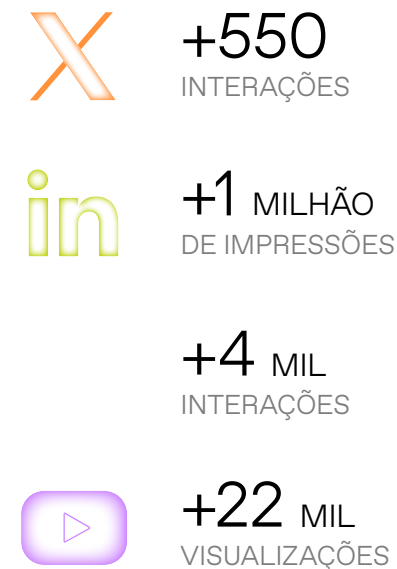 +550
INTERAÇÕES
in
+1 MILHÃO
DE IMPRESSÕES
+4 MIL
INTERAÇÕES
+22 MIL
VISUALIZAÇÕES